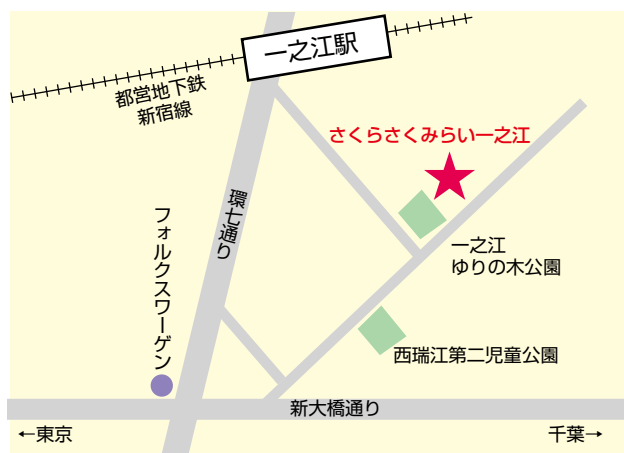 一之江駅
都営地下鉄
新宿線
さくらさくみらい一之江
環七通り
フォルクスワーゲン
一之江
ゆりの木公園
西瑞江第二児童公園
新大橋通り
←東京
千葉→